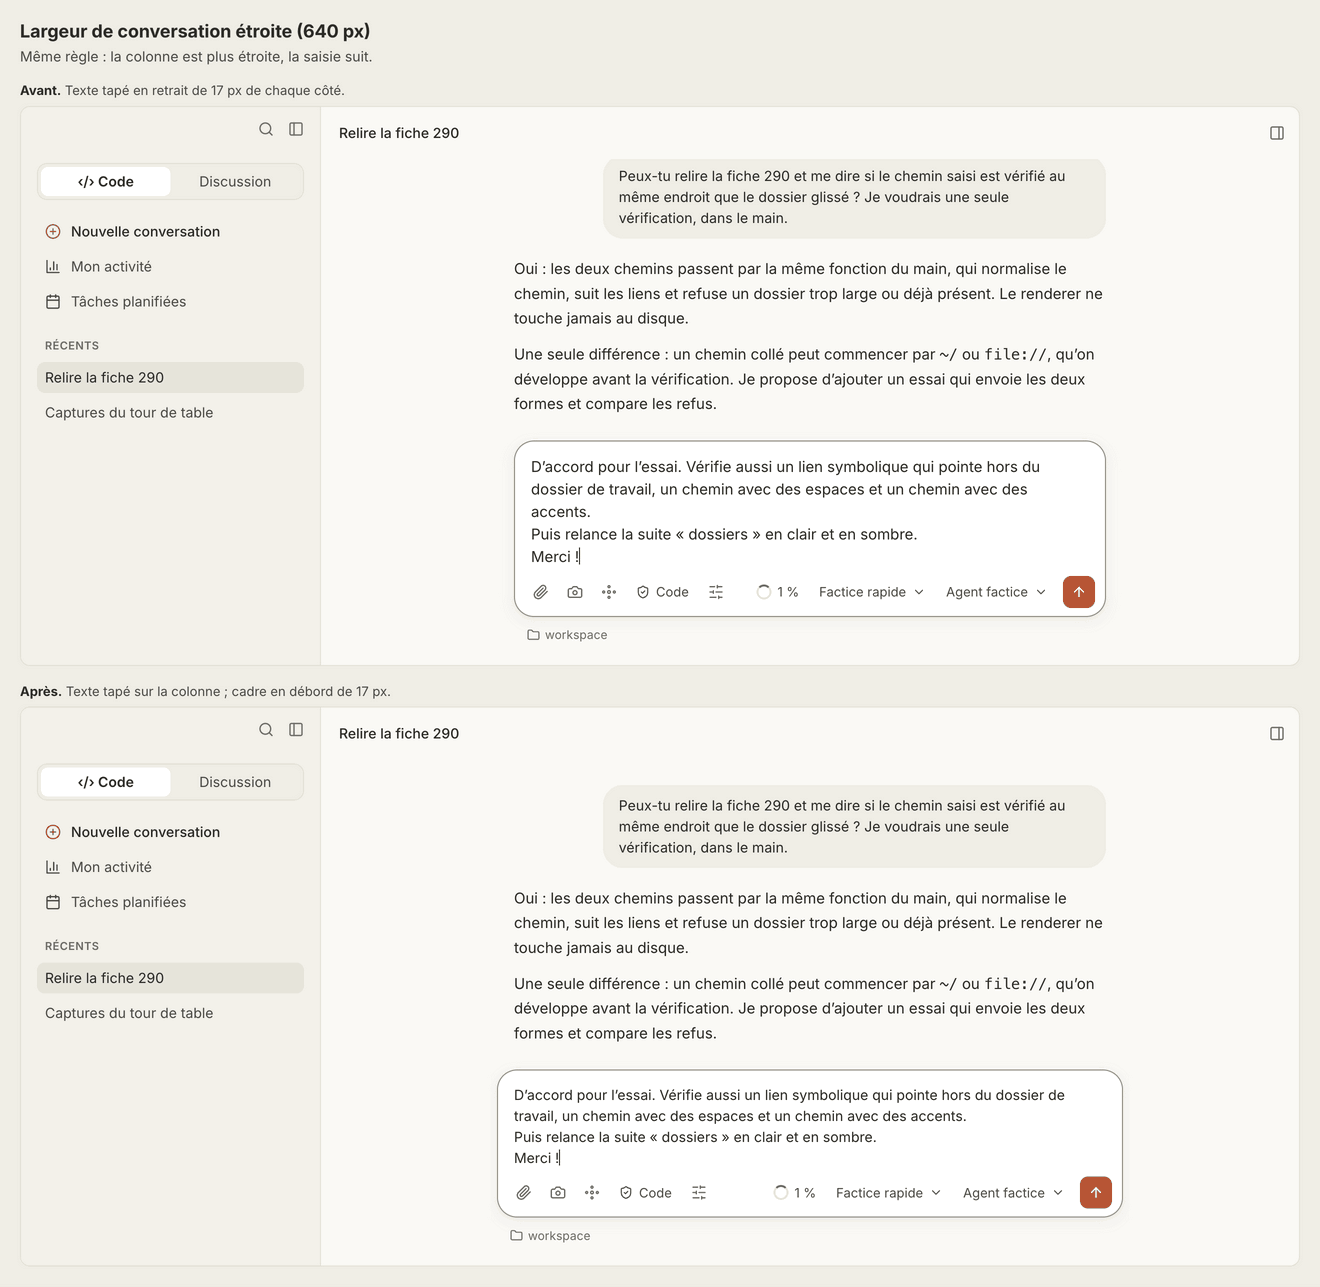 Largeur de conversation étroite (640 px)
Même règle : la colonne est plus étroite, la saisie suit.
Avant. Texte tapé en retrait de 17 px de chaque côté.
Code
Discussion
Nouvelle conversation
Mon activité
Tâches planifiées
RÉCENTS
Relire la fiche 290
Captures du tour de table
Relire la fiche 290
Peux-tu relire la fiche 290 et me dire si le chemin saisi est vérifié au
même endroit que le dossier glissé ? Je voudrais une seule
vérification, dans le main.
Oui : les deux chemins passent par la même fonction du main, qui normalise le
chemin, suit les liens et refuse un dossier trop large ou déjà présent. Le renderer ne
touche jamais au disque.
Une seule différence : un chemin collé peut commencer par ~/ ou file://, qu’on
développe avant la vérification. Je propose d’ajouter un essai qui envoie les deux
formes et compare les refus.
D’accord pour l’essai. Vérifie aussi un lien symbolique qui pointe hors du
dossier de travail, un chemin avec des espaces et un chemin avec des
accents.
Puis relance la suite « dossiers » en clair et en sombre.
Merci !
Code
1 %
Factice rapide
Agent factice
workspace
Après. Texte tapé sur la colonne ; cadre en débord de 17 px.
Code
Discussion
Nouvelle conversation
Mon activité
Tâches planifiées
RÉCENTS
Relire la fiche 290
Captures du tour de table
Relire la fiche 290
Peux-tu relire la fiche 290 et me dire si le chemin saisi est vérifié au
même endroit que le dossier glissé ? Je voudrais une seule
vérification, dans le main.
Oui : les deux chemins passent par la même fonction du main, qui normalise le
chemin, suit les liens et refuse un dossier trop large ou déjà présent. Le renderer ne
touche jamais au disque.
Une seule différence : un chemin collé peut commencer par ~/ ou file://, qu’on
développe avant la vérification. Je propose d’ajouter un essai qui envoie les deux
formes et compare les refus.
D’accord pour l’essai. Vérifie aussi un lien symbolique qui pointe hors du dossier de
travail, un chemin avec des espaces et un chemin avec des accents.
Puis relance la suite « dossiers » en clair et en sombre.
Merci !
Code
1 %
Factice rapide
Agent factice
workspace